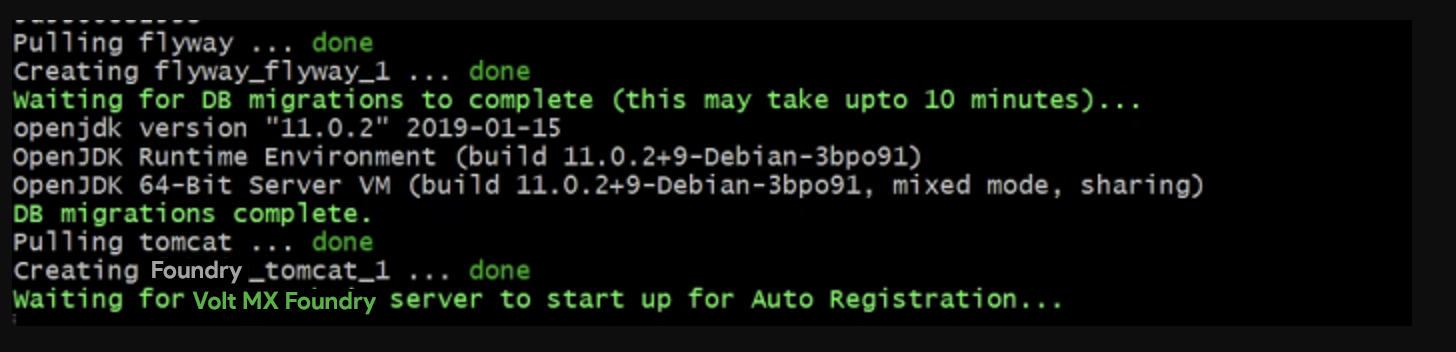 Pulling flyway ... done
Creating flyway_flyway_1 ... done
Waiting for DB migrations to complete (this may take upto 10 minutes)...
openjdk version "11.0.2" 2019-01-15
OpenJDK Runtime Environment (build 11.0.2+9-Debian-3bpo91)
OpenJDK 64-Bit Server VM (build 11.0.2+9-Debian-3bpo91, mixed mode, sharing)
DB migrations complete.
Pulling tomcat ... done
Creating Foundry _tomcat_1 ... done
Waiting for Volt MX Foundry server to start up for Auto Registration...